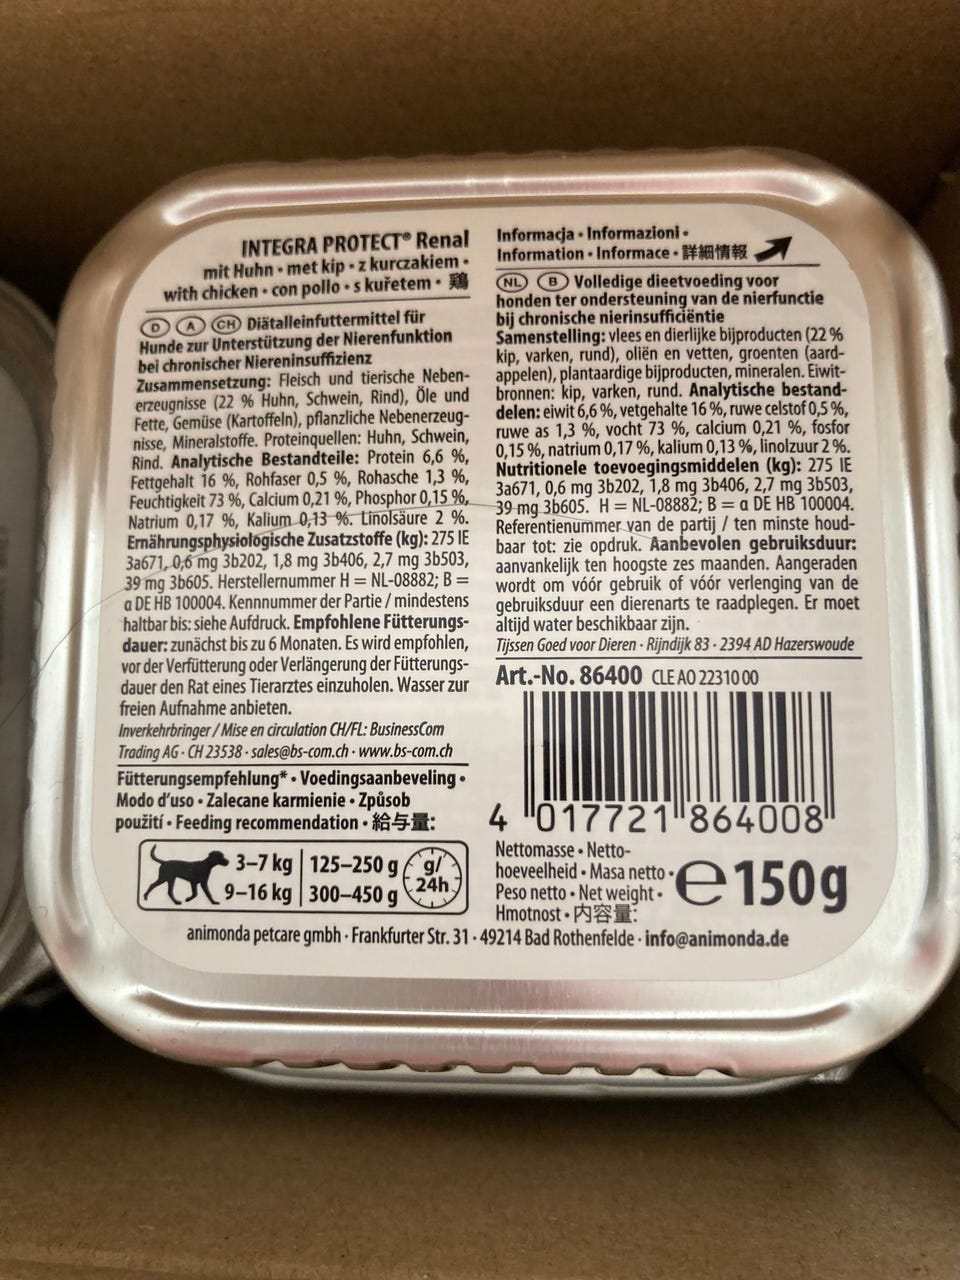 INTEGRA PROTECT® Renal
mit Huhn • met kip • z kurczakiem •
with chicken • con pollo • s kuřetem • 鶏
D A CH Diätalleinfuttermittel für
Hunde zur Unterstützung der Nierenfunktion
bei chronischer Niereninsuffizienz
Zusammensetzung: Fleisch und tierische Neben-
erzeugnisse (22 % Huhn, Schwein, Rind), Öle und
Fette, Gemüse (Kartoffeln), pflanzliche Nebenerzeug-
nisse, Mineralstoffe. Proteinquellen: Huhn, Schwein,
Rind. Analytische Bestandteile: Protein 6,6 %,
Fettgehalt 16 %, Rohfaser 0,5 %, Rohasche 1,3 %,
Feuchtigkeit 73 %, Calcium 0,21 %, Phosphor 0,15 %,
Natrium 0,17 %, Kalium 0,13 %. Linolsäure 2 %.
Ernährungsphysiologische Zusatzstoffe (kg): 275 IE
3a671, 0,6 mg 3b202, 1,8 mg 3b406, 2,7 mg 3b503,
39 mg 3b605. Herstellernummer H = NL-08882; B =
α DE HB 100004. Kennnummer der Partie / mindestens
haltbar bis: siehe Aufdruck. Empfohlene Fütterungs-
dauer: zunächst bis zu 6 Monaten. Es wird empfohlen,
vor der Verfütterung oder Verlängerung der Fütterungs-
dauer den Rat eines Tierarztes einzuholen. Wasser zur
freien Aufnahme anbieten.
Inverkehrbringer / Mise en circulation CH/FL: BusinessCom
Trading AG · CH 23538 · sales@bs-com.ch · www.bs-com.ch
Fütterungsempfehlung* • Voedingsaanbeveling •
Modo d'uso • Zalecane karmienie • Způsob
použití • Feeding recommendation • 給与量:
3–7 kg 125–250 g g/
9–16 kg 300–450 g 24h
Informacja • Informazioni •
Information • Informace • 詳細情報
NL B Volledige dieetvoeding voor
honden ter ondersteuning van de nierfunctie
bij chronische nierinsufficiëntie
Samenstelling: vlees en dierlijke bijproducten (22 %
kip, varken, rund), oliën en vetten, groenten (aard-
appelen), plantaardige bijproducten, mineralen. Eiwit-
bronnen: kip, varken, rund. Analytische bestand-
delen: eiwit 6,6 %, vetgehalte 16 %, ruwe celstof 0,5 %,
ruwe as 1,3 %, vocht 73 %, calcium 0,21 %, fosfor
0,15 %, natrium 0,17 %, kalium 0,13 %, linolzuur 2 %.
Nutritionele toevoegingsmiddelen (kg): 275 IE
3a671, 0,6 mg 3b202, 1,8 mg 3b406, 2,7 mg 3b503,
39 mg 3b605. H = NL-08882; B = α DE HB 100004.
Referentienummer van de partij / ten minste houd-
baar tot: zie opdruk. Aanbevolen gebruiksduur:
aanvankelijk ten hoogste zes maanden. Aangeraden
wordt om vóór gebruik of vóór verlenging van de
gebruiksduur een dierenarts te raadplegen. Er moet
altijd water beschikbaar zijn.
Tijssen Goed voor Dieren · Rijndijk 83 · 2394 AD Hazerswoude
Art.-No. 86400 CLE AO 22310 00
4 017721 864008
Nettomasse • Netto-
hoeveelheid • Masa netto •
Peso netto • Net weight •
Hmotnost • 内容量:
℮ 150g
animonda petcare gmbh · Frankfurter Str. 31 · 49214 Bad Rothenfelde · info@animonda.de